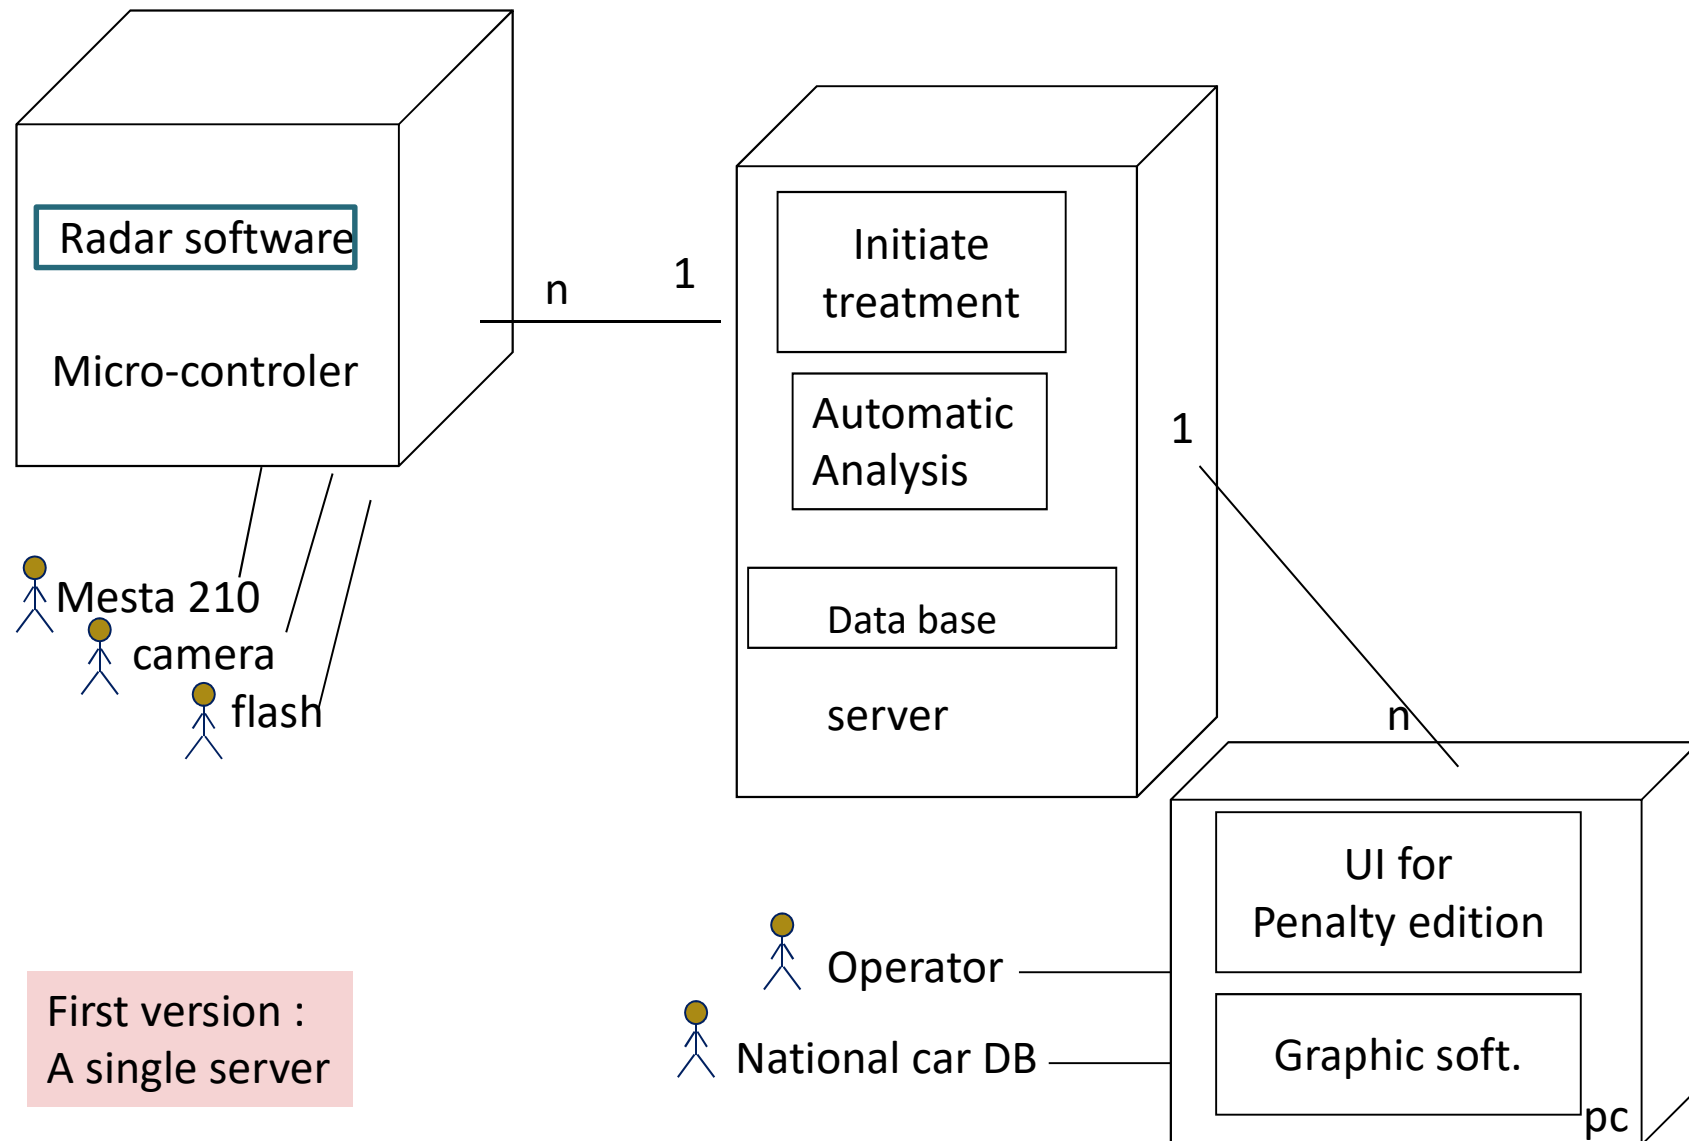 Radar software
Micro-controler
Mesta 210
camera
flash
n
1
Initiate
treatment
Automatic
Analysis
Data base
server
1
n
UI for
Penalty edition
Graphic soft.
pc
Operator
National car DB
First version :
A single server